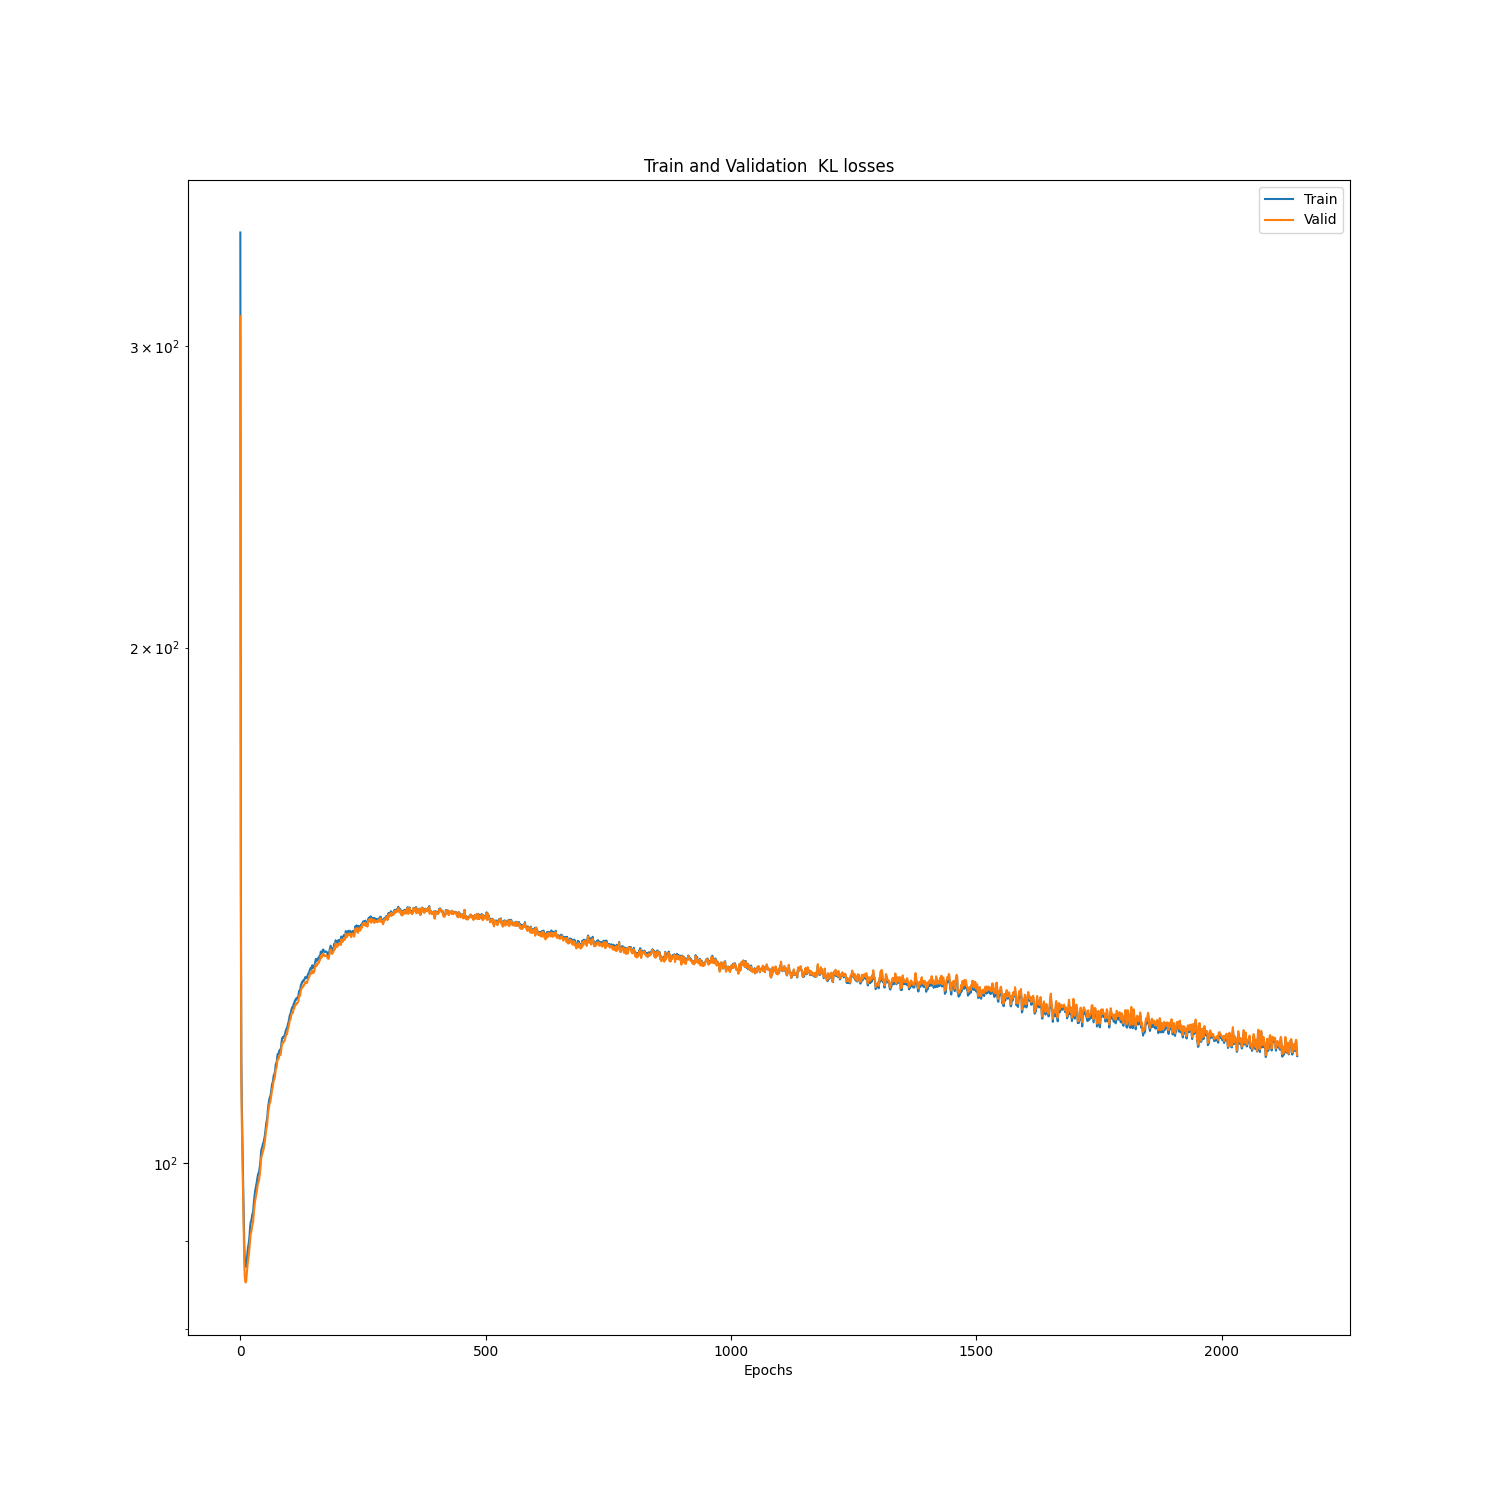 Train and Validation  KL losses
Train
Valid
3 × 10²
2 × 10²
10²
0 500 1000 1500 2000
Epochs